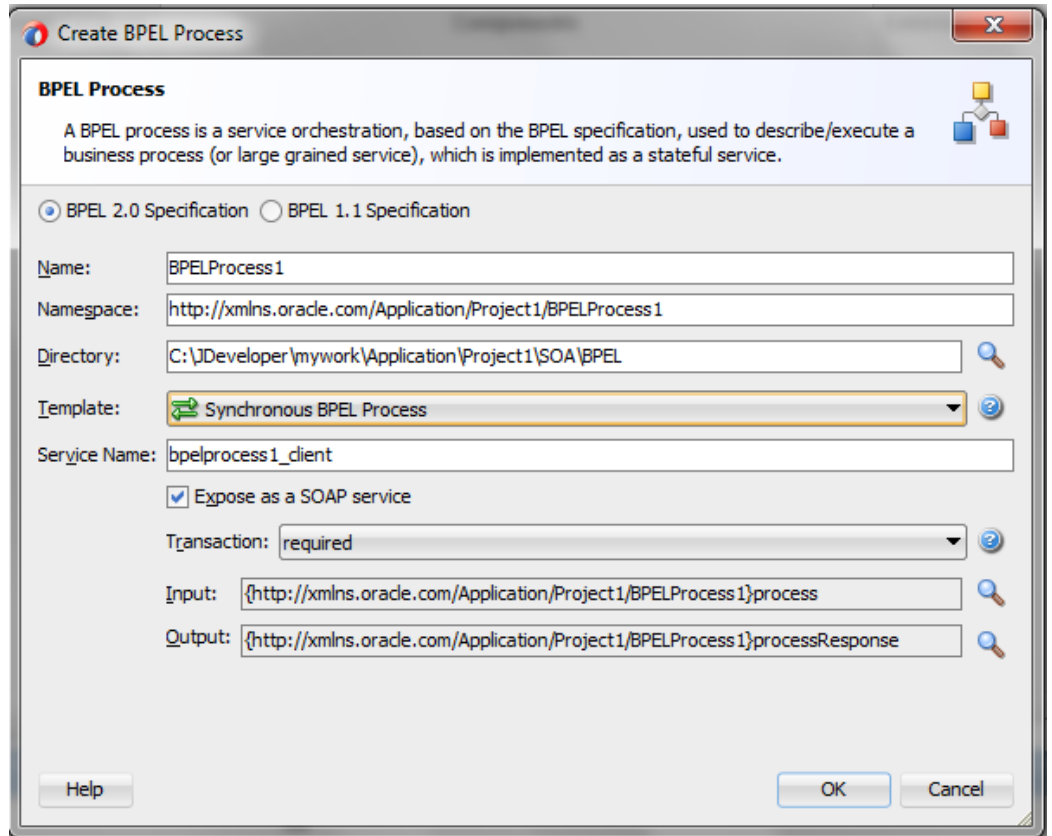 Create BPEL Process
BPEL Process
A BPEL process is a service orchestration, based on the BPEL specification, used to describe/execute a
business process (or large grained service), which is implemented as a stateful service.
BPEL 2.0 Specification BPEL 1.1 Specification
Name: BPELProcess1
Namespace: http://xmlns.oracle.com/Application/Project1/BPELProcess1
Directory: C:\JDeveloper\mywork\Application\Project1\SOA\BPEL
Template: Synchronous BPEL Process
Service Name: bpelprocess1_client
Expose as a SOAP service
Transaction: required
Input: {http://xmlns.oracle.com/Application/Project1/BPELProcess1}process
Output: {http://xmlns.oracle.com/Application/Project1/BPELProcess1}processResponse
Help OK Cancel